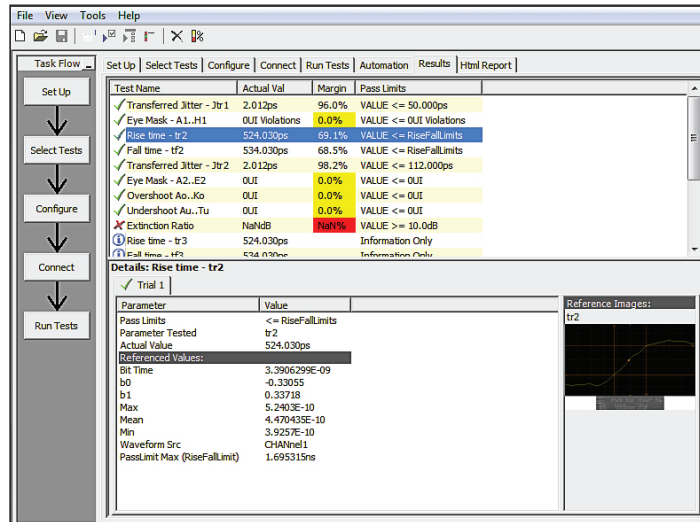 File View Tools Help
Task Flow
Set Up
Select Tests
Configure
Connect
Run Tests
Set Up Select Tests Configure Connect Run Tests Automation Results Html Report
Test Name Actual Val Margin Pass Limits
Transferred Jitter - Jtr1 2.012ps 96.0% VALUE <= 50.000ps
Eye Mask - A1..H1 0UI Violations 0.0% VALUE <= 0UI Violations
Rise time - tr2 524.030ps 69.1% VALUE <= RiseFallLimits
Fall time - tf2 534.030ps 68.5% VALUE <= RiseFallLimits
Transferred Jitter - Jtr2 2.012ps 98.2% VALUE <= 112.000ps
Eye Mask - A2..E2 0UI 0.0% VALUE <= 0UI
Overshoot Ao..Ko 0UI 0.0% VALUE <= 0UI
Undershoot Au..Tu 0UI 0.0% VALUE <= 0UI
Extinction Ratio NaNdB NaN% VALUE >= 10.0dB
Rise time - tr3 524.030ps Information Only
Fall time - tf3 534.030ps Information Only
Details: Rise time - tr2
Trial 1
Parameter Value
Pass Limits <= RiseFallLimits
Parameter Tested tr2
Actual Value 524.030ps
Referenced Values:
Bit Time 3.3906299E-09
b0 -0.33055
b1 0.33718
Max 5.2403E-10
Mean 4.470435E-10
Min 3.9257E-10
Waveform Src CHANnel1
PassLimit Max (RiseFallLimit) 1.695315ns
Reference Images:
tr2